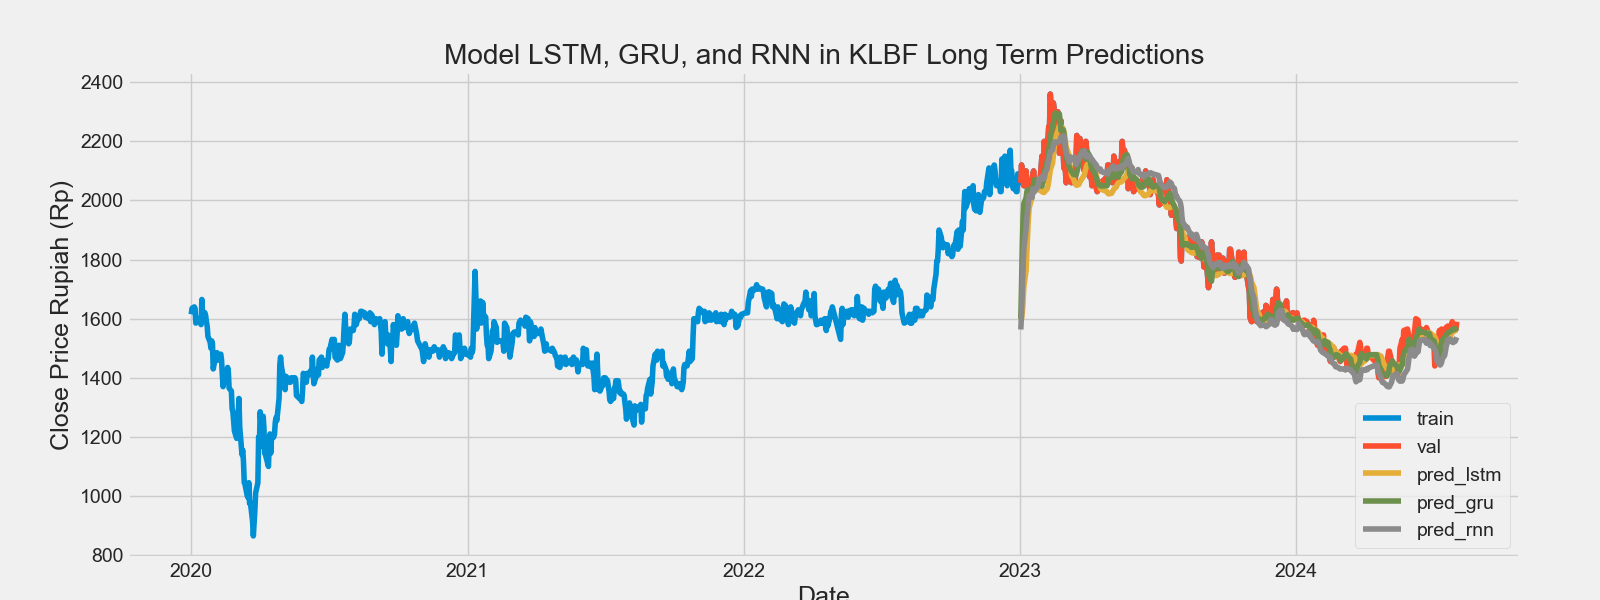 Model LSTM, GRU, and RNN in KLBF Long Term Predictions
Close Price Rupiah (Rp)
2400
2200
2000
1800
1600
1400
1200
1000
800
2020
2021
2022
2023
2024
Date
train
val
pred_lstm
pred_gru
pred_rnn